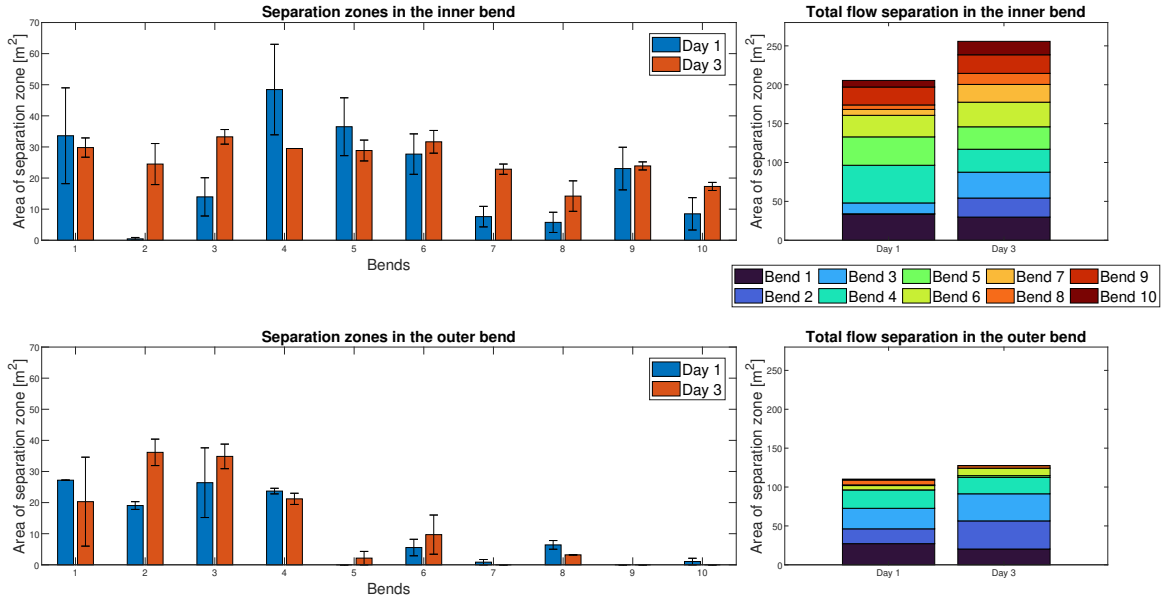 Separation zones in the inner bend
Area of separation zone [m²]
70
60
50
40
30
20
10
0
Day 1
Day 3
1 2 3 4 5 6 7 8 9 10
Bends
Total flow separation in the inner bend
Area of separation zone [m²]
250
200
150
100
50
0
Day 1 Day 3
Bend 1 Bend 3 Bend 5 Bend 7 Bend 9
Bend 2 Bend 4 Bend 6 Bend 8 Bend 10
Separation zones in the outer bend
Area of separation zone [m²]
70
60
50
40
30
20
10
0
Day 1
Day 3
1 2 3 4 5 6 7 8 9 10
Bends
Total flow separation in the outer bend
Area of separation zone [m²]
250
200
150
100
50
0
Day 1 Day 3